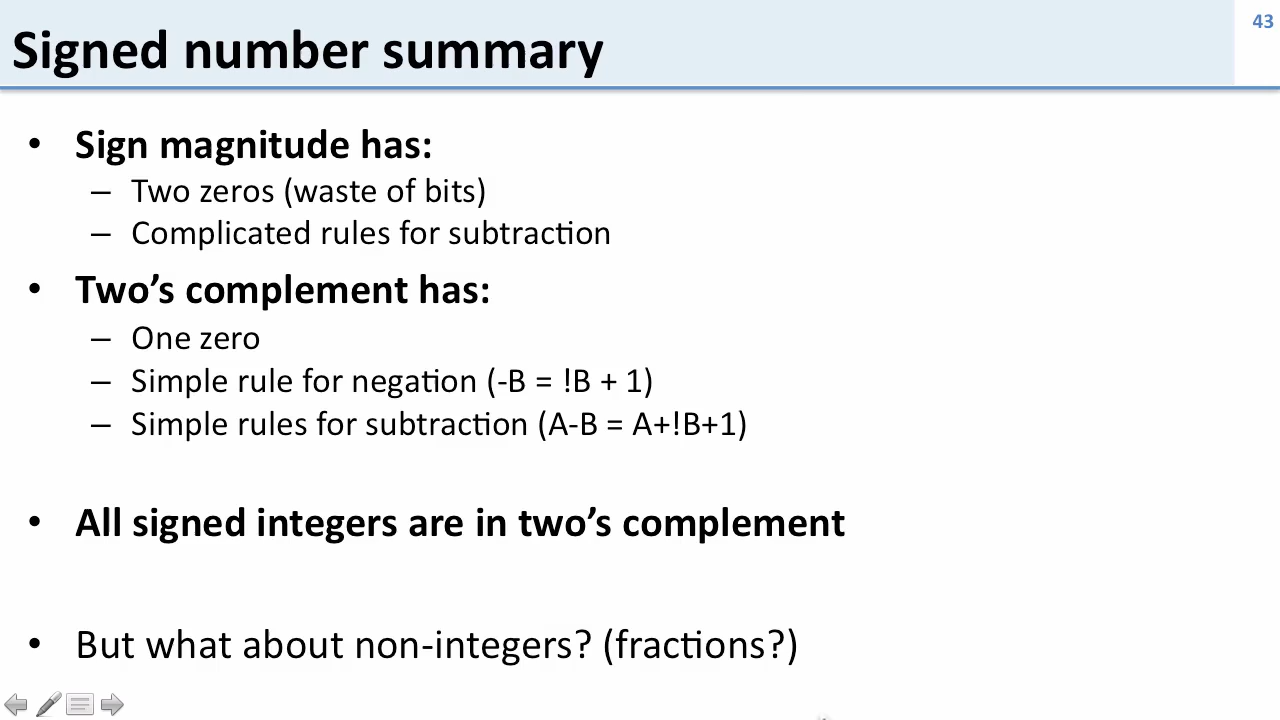 43
Signed number summary
• Sign magnitude has:
– Two zeros (waste of bits)
– Complicated rules for subtraction
• Two’s complement has:
– One zero
– Simple rule for negation (-B = !B + 1)
– Simple rules for subtraction (A-B = A+!B+1)
• All signed integers are in two’s complement
• But what about non-integers? (fractions?)